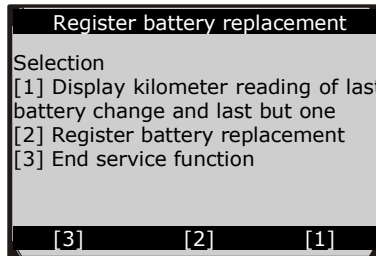 Register battery replacement
Selection
[1] Display kilometer reading of last
battery change and last but one
[2] Register battery replacement
[3] End service function
[3] [2] [1]